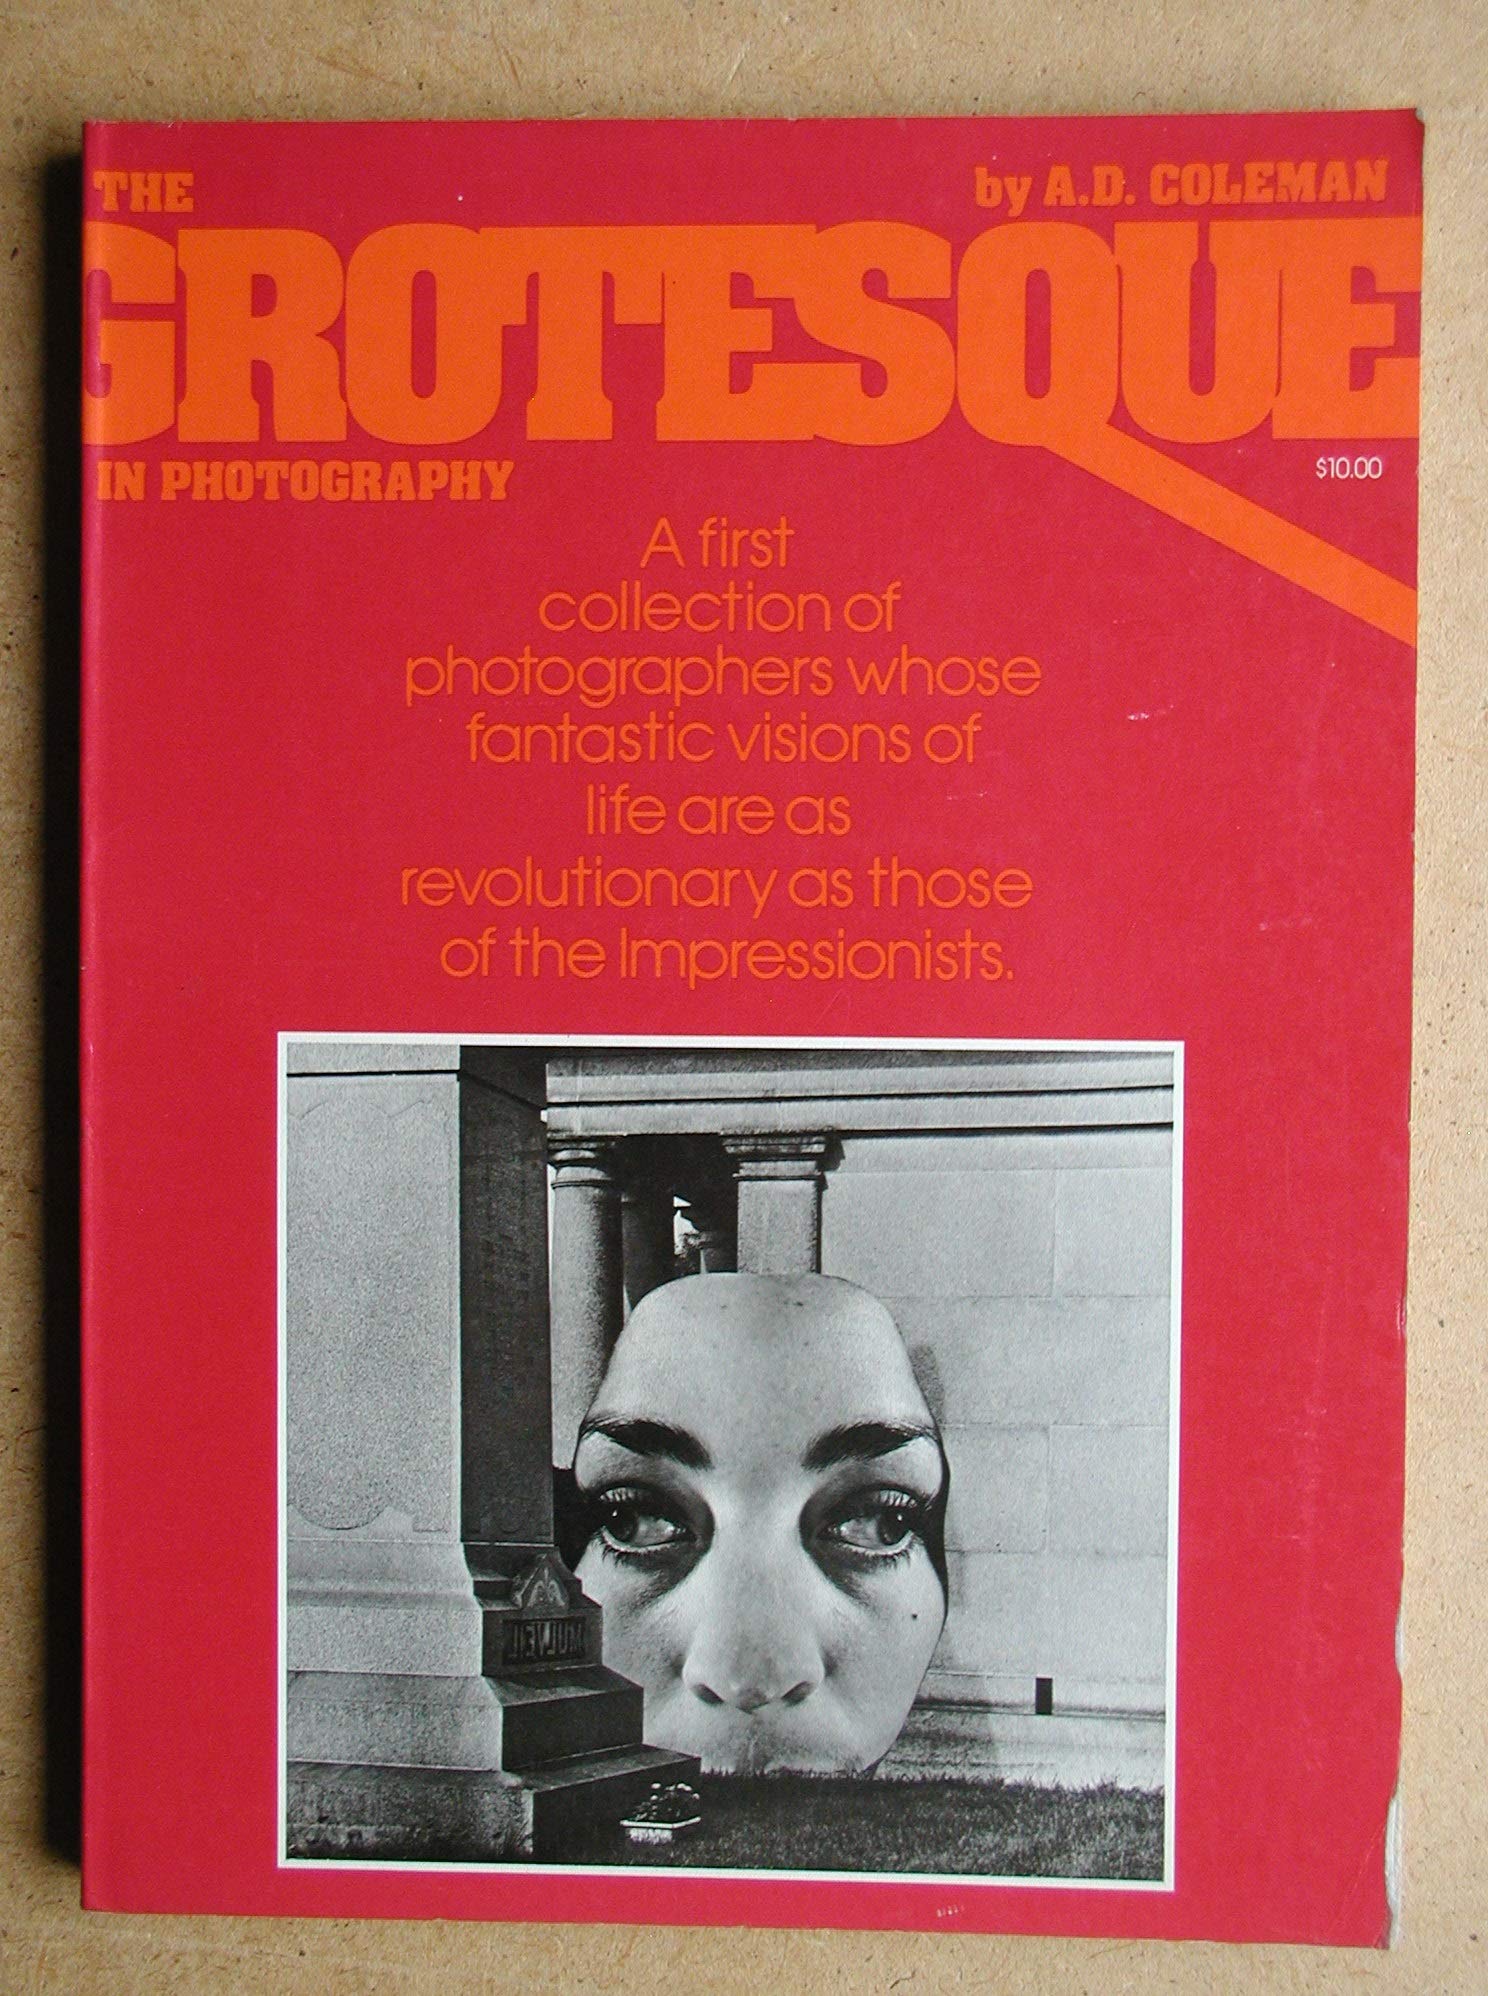 THE
by A.D. COLEMAN
GROTESQUE
IN PHOTOGRAPHY
$10.00
A first
collection of
photographers whose
fantastic visions of
life are as
revolutionary as those
of the Impressionists.